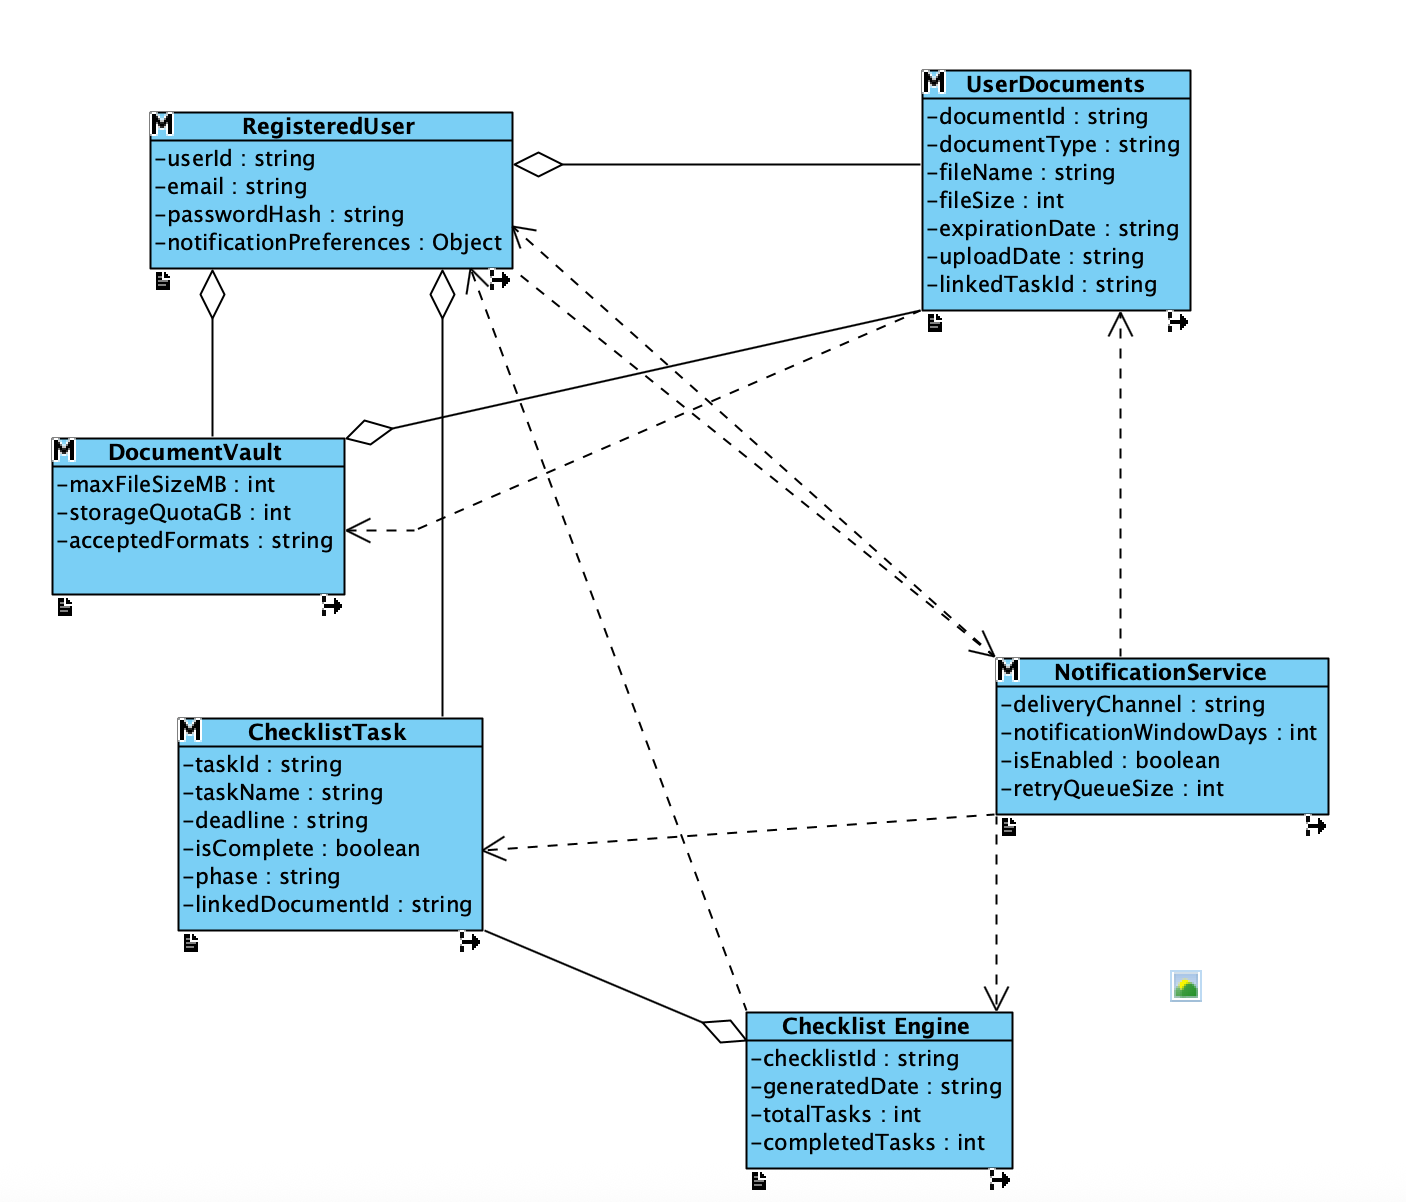 RegisteredUser
-userId : string
-email : string
-passwordHash : string
-notificationPreferences : Object
UserDocuments
-documentId : string
-documentType : string
-fileName : string
-fileSize : int
-expirationDate : string
-uploadDate : string
-linkedTaskId : string
DocumentVault
-maxFileSizeMB : int
-storageQuotaGB : int
-acceptedFormats : string
NotificationService
-deliveryChannel : string
-notificationWindowDays : int
-isEnabled : boolean
-retryQueueSize : int
ChecklistTask
-taskId : string
-taskName : string
-deadline : string
-isComplete : boolean
-phase : string
-linkedDocumentId : string
Checklist Engine
-checklistId : string
-generatedDate : string
-totalTasks : int
-completedTasks : int